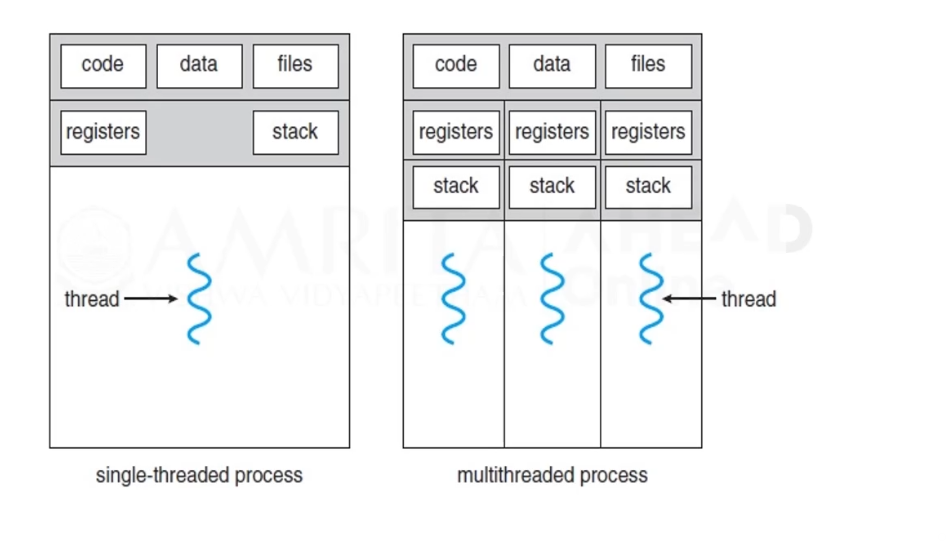 code data files
registers stack
thread
single-threaded process
code data files
registers registers registers
stack stack stack
thread
multithreaded process
AMRITA AHEAD
VISHWA VIDYAPEETHAM Online